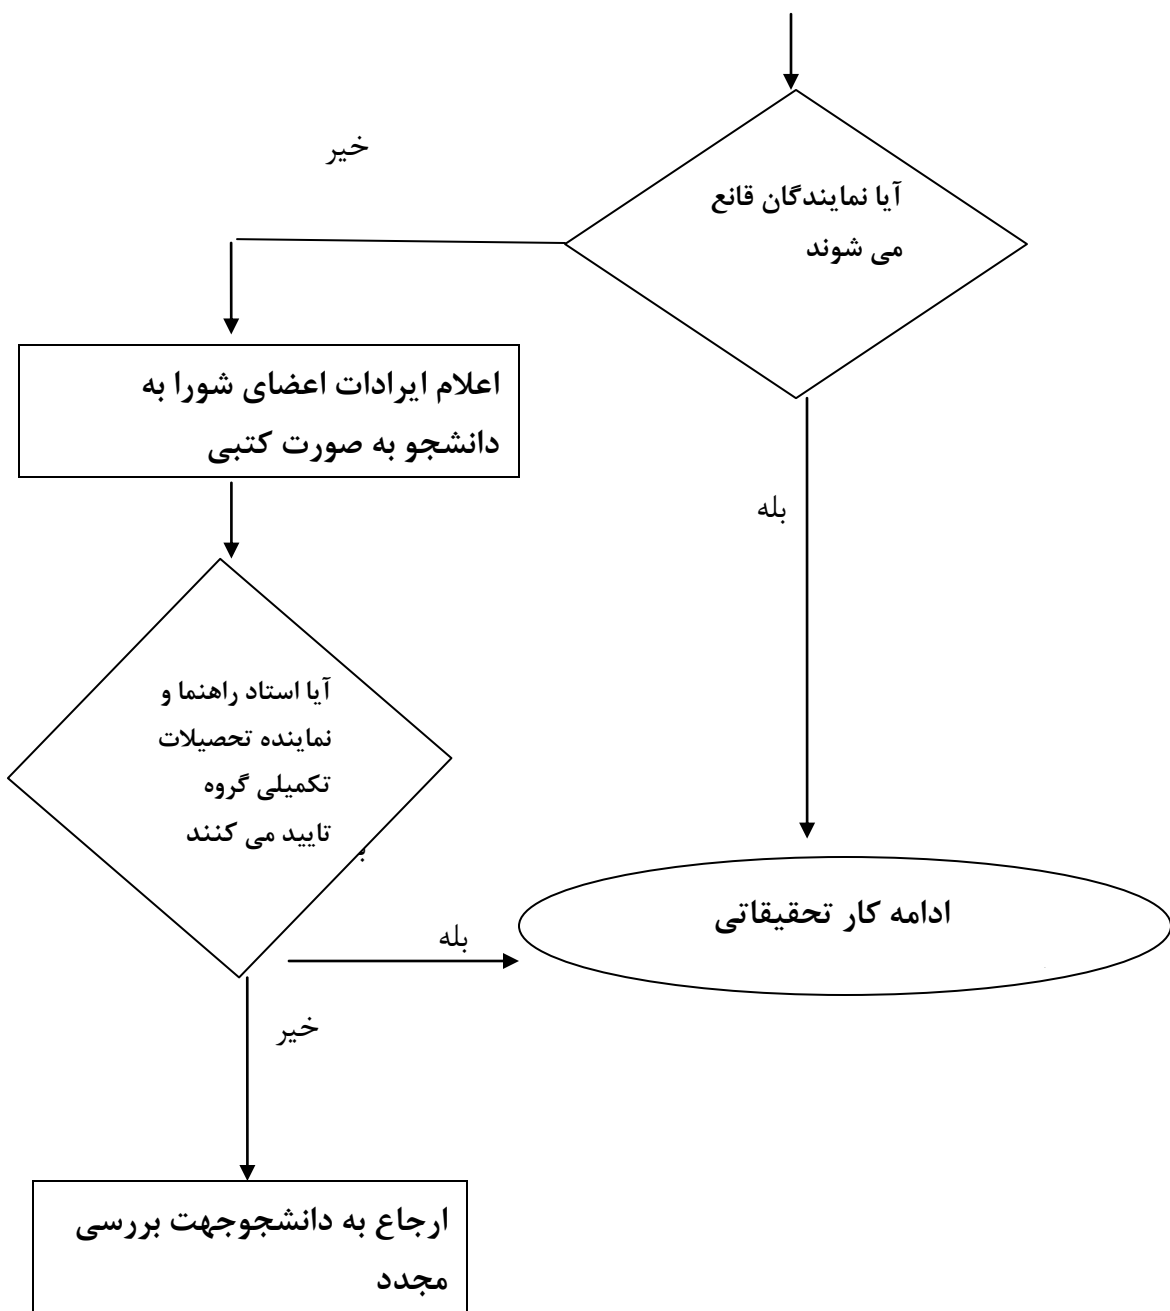 خیر
آیا نمایندگان قانع
می شوند
اعلام ایرادات اعضای شورا به
دانشجو به صورت کتبی
بله
آیا استاد راهنما و
نماینده تحصیلات
تکمیلی گروه
تایید می کنند
ادامه کار تحقیقاتی
بله
خیر
ارجاع به دانشجوجهت بررسی
مجدد